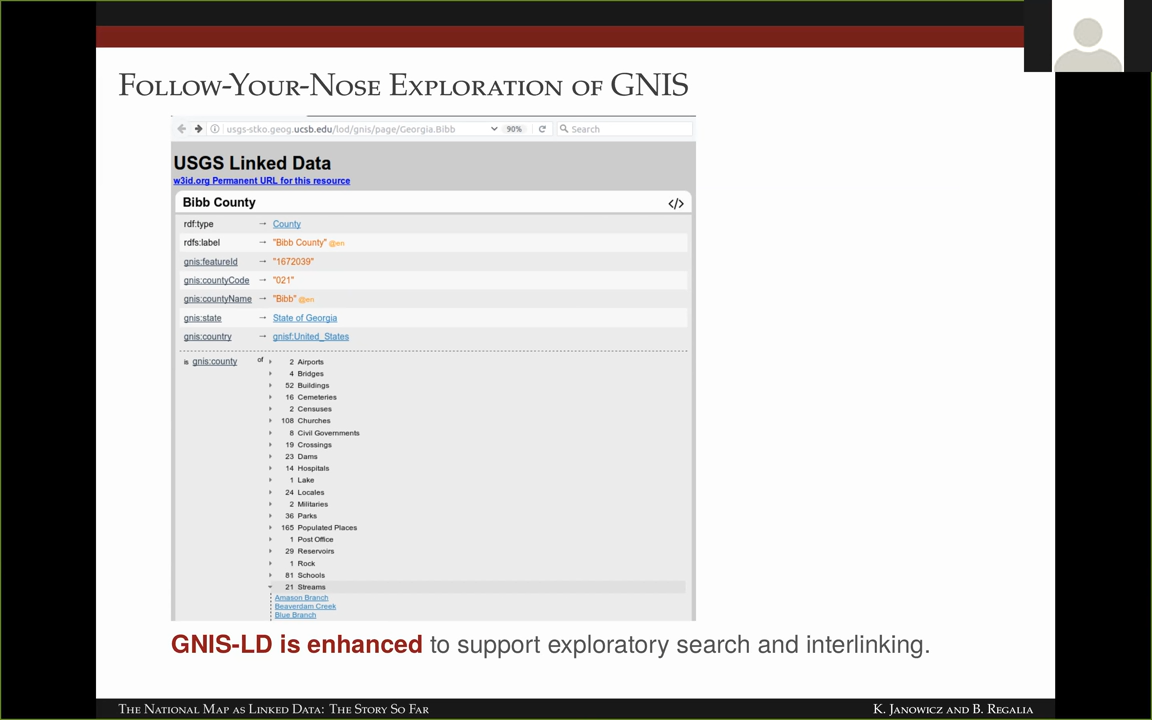 Follow-Your-Nose Exploration of GNIS
usgs-stko.geog.ucsb.edu/lod/gnis/page/Georgia.Bibb 90% Search
USGS Linked Data
w3id.org Permanent URL for this resource
Bibb County </>
rdf:type → County
rdfs:label → "Bibb County" @en
gnis:featureId → "1672039"
gnis:countyCode → "021"
gnis:countyName → "Bibb" @en
gnis:state → State of Georgia
gnis:country → gnisf:United_States
is gnis:county of 2 Airports
4 Bridges
52 Buildings
16 Cemeteries
2 Censuses
108 Churches
8 Civil Governments
19 Crossings
23 Dams
14 Hospitals
1 Lake
24 Locales
2 Militaries
36 Parks
165 Populated Places
1 Post Office
29 Reservoirs
1 Rock
81 Schools
21 Streams
Amason Branch
Beaverdam Creek
Blue Branch
GNIS-LD is enhanced to support exploratory search and interlinking.
The National Map as Linked Data: The Story So Far K. Janowicz and B. Regalia